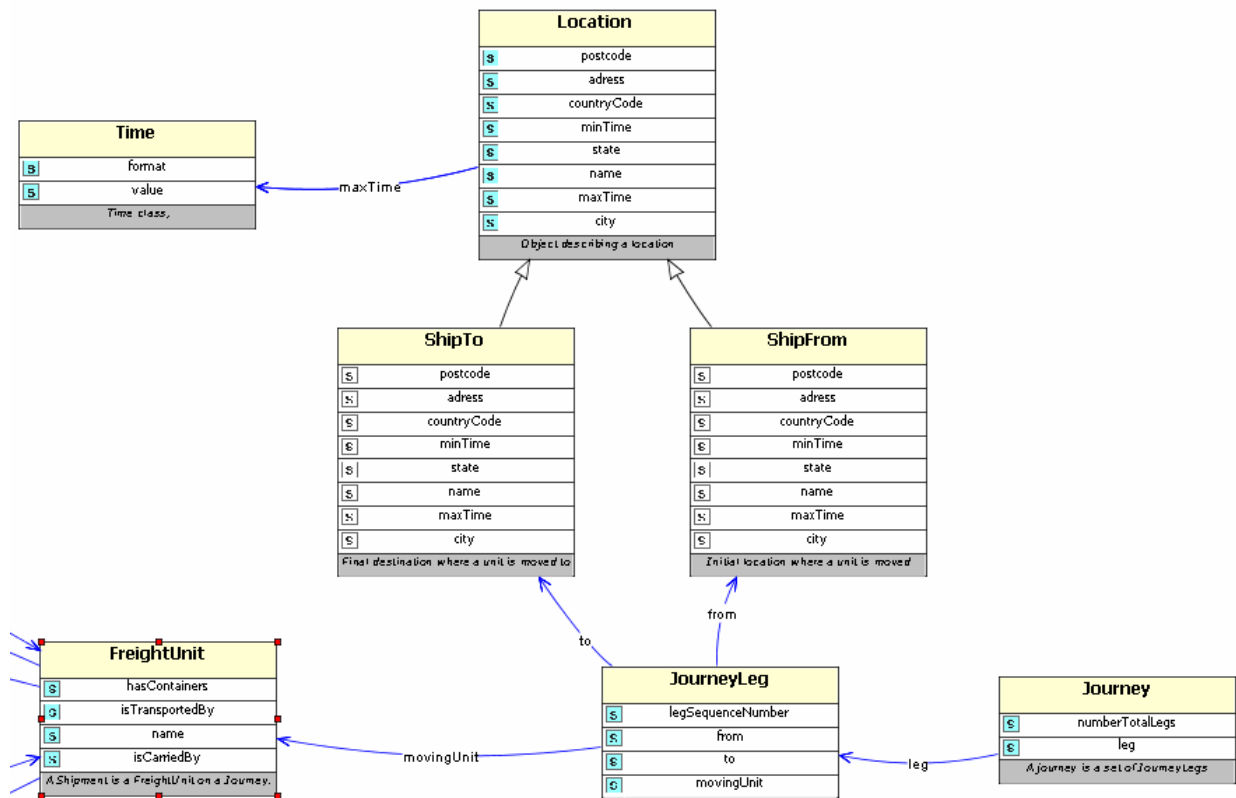 Location
S postcode
S adress
S countryCode
S minTime
S state
S name
S maxTime
S city
Object describing a location
Time
S format
S value
Time class,
maxTime
ShipTo
S postcode
S adress
S countryCode
S minTime
S state
S name
S maxTime
S city
Final destination where a unit is moved to
ShipFrom
S postcode
S adress
S countryCode
S minTime
S state
S name
S maxTime
S city
Initial location where a unit is moved
to
from
FreightUnit
S hasContainers
S isTransportedBy
S name
S isCarriedBy
A Shipment is a FreightUnit on a Journey.
movingUnit
JourneyLeg
S legSequenceNumber
S from
S to
S movingUnit
leg
Journey
S numberTotalLegs
S leg
A journey is a set of JourneyLegs